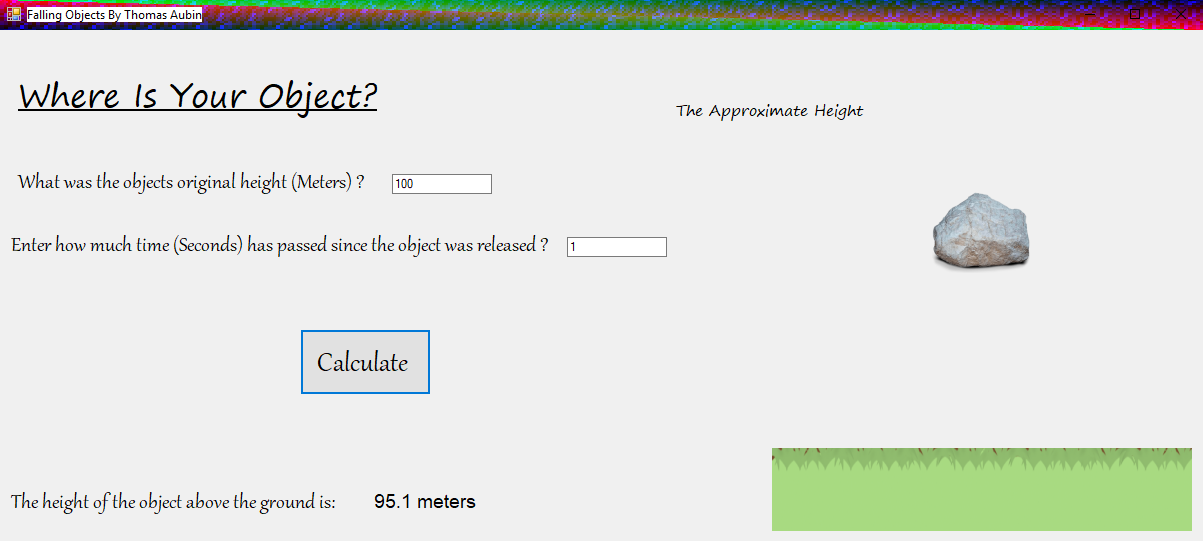 Falling Objects By Thomas Aubin
Where Is Your Object?
The Approximate Height
What was the objects original height (Meters) ? 100
Enter how much time (Seconds) has passed since the object was released ? 1
Calculate
The height of the object above the ground is: 95.1 meters